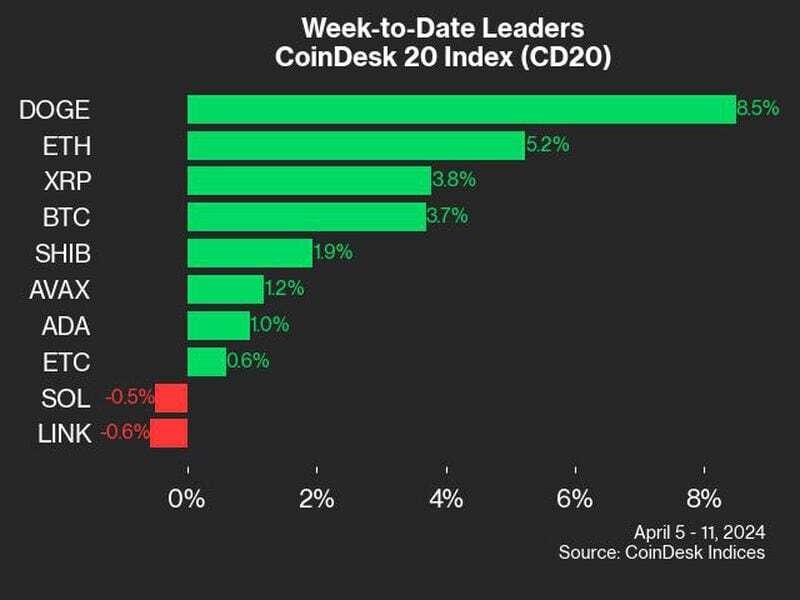 Week-to-Date Leaders
CoinDesk 20 Index (CD20)
DOGE 8.5%
ETH 5.2%
XRP 3.8%
BTC 3.7%
SHIB 1.9%
AVAX 1.2%
ADA 1.0%
ETC 0.6%
SOL -0.5%
LINK -0.6%
0% 2% 4% 6% 8%
April 5 - 11, 2024
Source: CoinDesk Indices